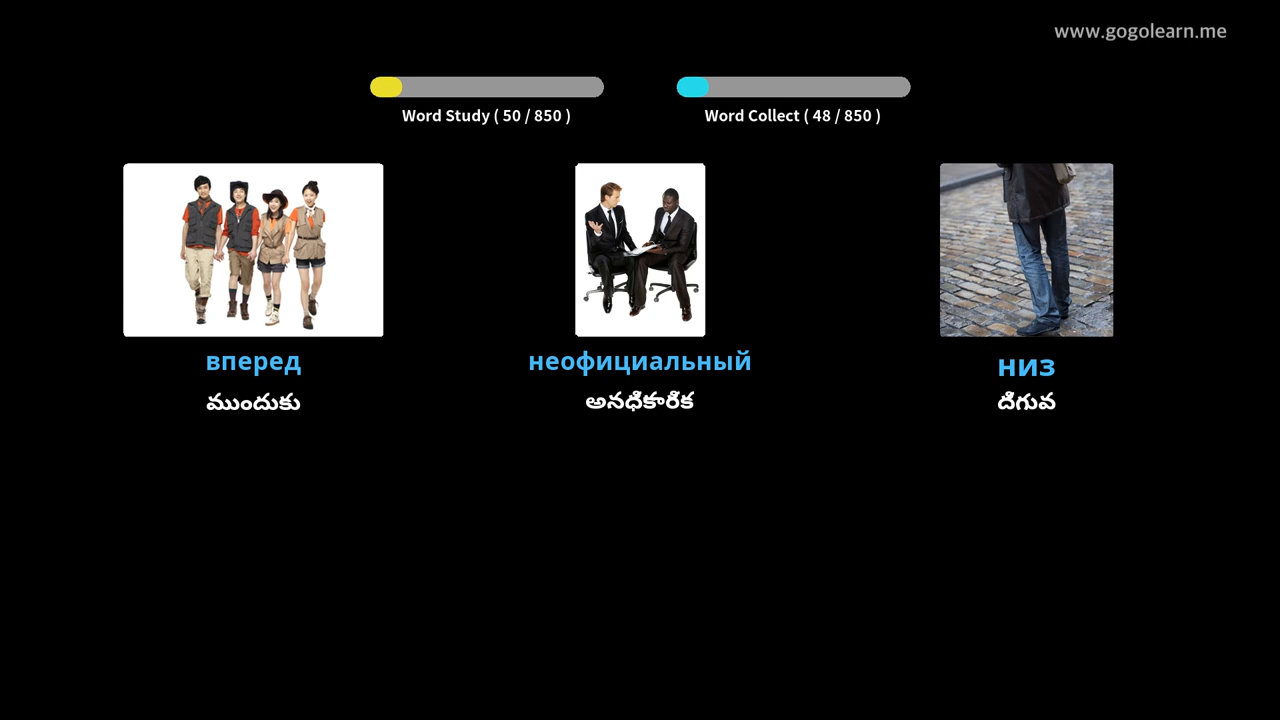 www.gogolearn.me
Word Study ( 50 / 850 )
Word Collect ( 48 / 850 )
вперед
неофициальный
низ
ముందుకు
అనధికారిక
దిగువ